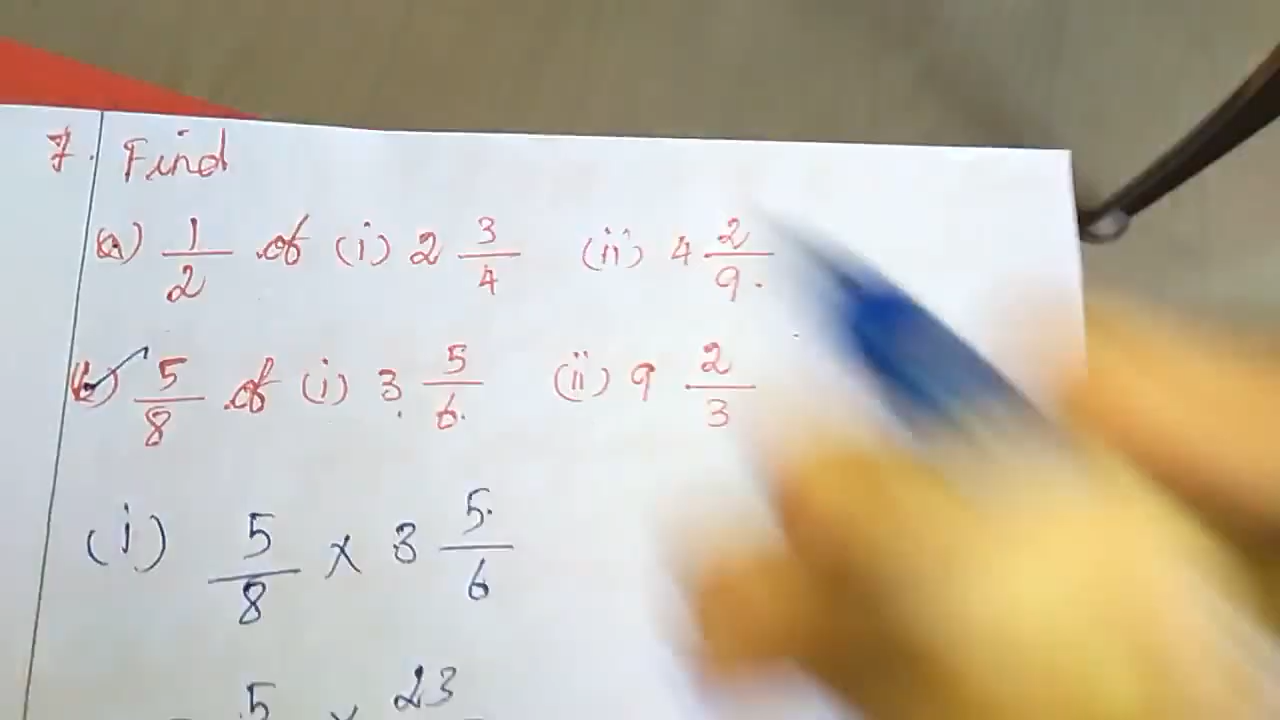 7. Find
(a) 1/2 of (i) 2 3/4 (ii) 4 2/9.
(b) 5/8 of (i) 3 5/6. (ii) 9 2/3
(i) 5/8 x 3 5/6
5 x 23